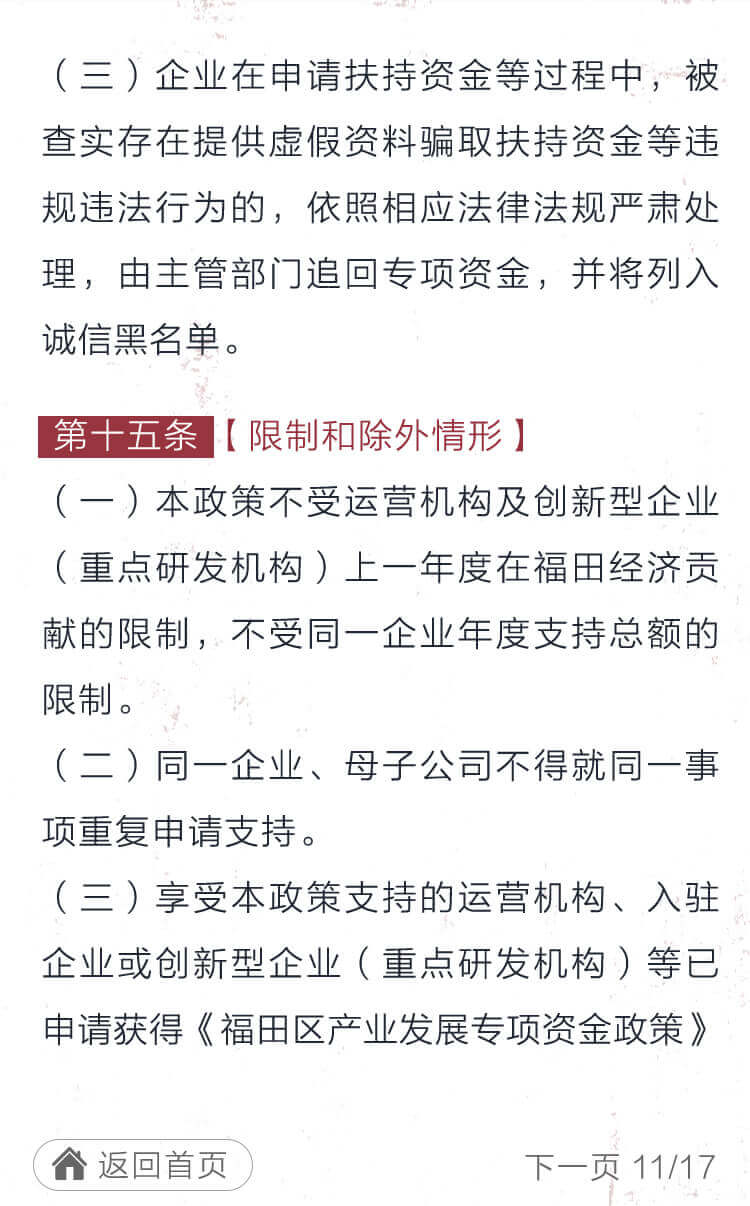 （三）企业在申请扶持资金等过程中，被
查实存在提供虚假资料骗取扶持资金等违
规违法行为的，依照相应法律法规严肃处
理，由主管部门追回专项资金，并将列入
诚信黑名单。
第十五条【限制和除外情形】
（一）本政策不受运营机构及创新型企业
（重点研发机构）上一年度在福田经济贡
献的限制，不受同一企业年度支持总额的
限制。
（二）同一企业、母子公司不得就同一事
项重复申请支持。
（三）享受本政策支持的运营机构、入驻
企业或创新型企业（重点研发机构）等已
申请获得《福田区产业发展专项资金政策》
返回首页 下一页 11/17